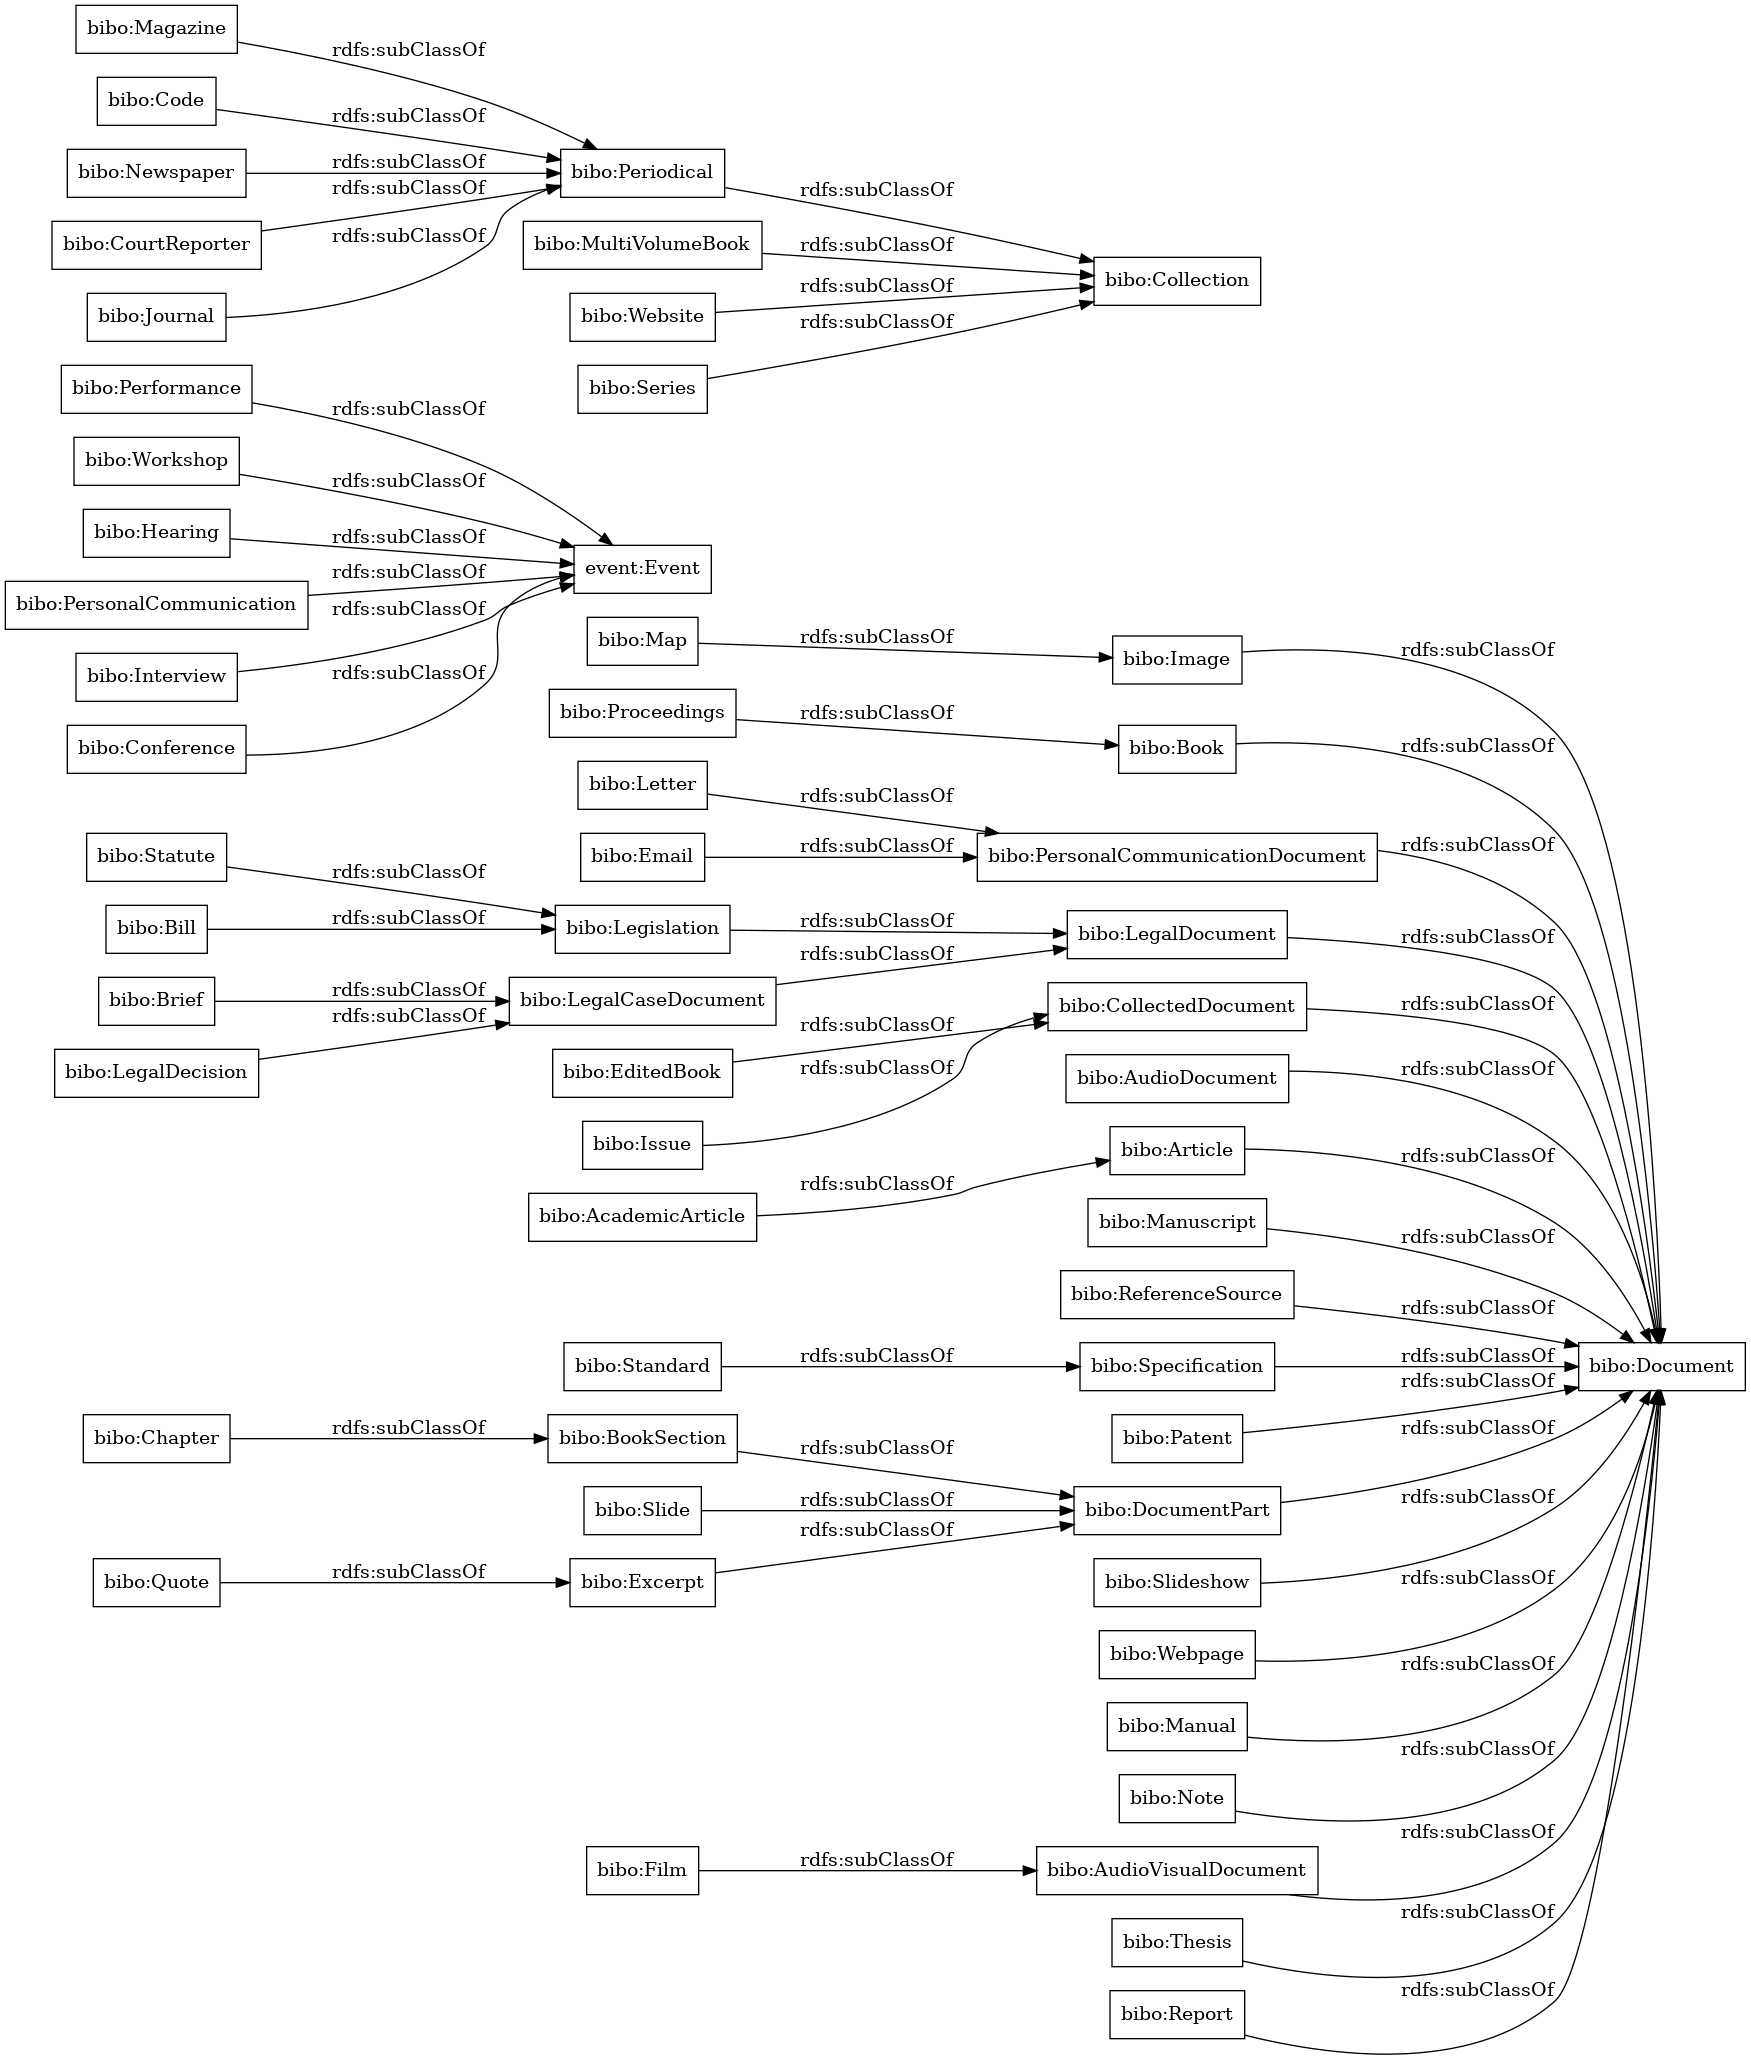 bibo:Magazine
rdfs:subClassOf
bibo:Code
rdfs:subClassOf
bibo:Newspaper
rdfs:subClassOf
bibo:Periodical
rdfs:subClassOf
rdfs:subClassOf
bibo:CourtReporter
rdfs:subClassOf
bibo:MultiVolumeBook
rdfs:subClassOf
bibo:Collection
rdfs:subClassOf
bibo:Journal
bibo:Website
rdfs:subClassOf
bibo:Performance
rdfs:subClassOf
bibo:Series
bibo:Workshop
rdfs:subClassOf
bibo:Hearing
rdfs:subClassOf
event:Event
rdfs:subClassOf
bibo:PersonalCommunication
rdfs:subClassOf
bibo:Map
rdfs:subClassOf
bibo:Image
rdfs:subClassOf
bibo:Interview
rdfs:subClassOf
bibo:Proceedings
rdfs:subClassOf
bibo:Conference
bibo:Book
rdfs:subClassOf
bibo:Letter
rdfs:subClassOf
bibo:Statute
rdfs:subClassOf
bibo:Email
rdfs:subClassOf
bibo:PersonalCommunicationDocument
rdfs:subClassOf
bibo:Bill
rdfs:subClassOf
bibo:Legislation
rdfs:subClassOf
bibo:LegalDocument
rdfs:subClassOf
rdfs:subClassOf
bibo:Brief
rdfs:subClassOf
bibo:LegalCaseDocument
bibo:CollectedDocument
rdfs:subClassOf
rdfs:subClassOf
rdfs:subClassOf
bibo:LegalDecision
bibo:EditedBook
rdfs:subClassOf
bibo:AudioDocument
rdfs:subClassOf
bibo:Issue
bibo:Article
rdfs:subClassOf
rdfs:subClassOf
bibo:AcademicArticle
bibo:Manuscript
rdfs:subClassOf
bibo:ReferenceSource
rdfs:subClassOf
bibo:Standard
rdfs:subClassOf
bibo:Specification
rdfs:subClassOf
bibo:Document
rdfs:subClassOf
bibo:Chapter
rdfs:subClassOf
bibo:BookSection
rdfs:subClassOf
bibo:Patent
rdfs:subClassOf
bibo:Slide
rdfs:subClassOf
bibo:DocumentPart
rdfs:subClassOf
rdfs:subClassOf
bibo:Quote
rdfs:subClassOf
bibo:Excerpt
bibo:Slideshow
rdfs:subClassOf
bibo:Webpage
rdfs:subClassOf
bibo:Manual
rdfs:subClassOf
bibo:Note
rdfs:subClassOf
bibo:Film
rdfs:subClassOf
bibo:AudioVisualDocument
rdfs:subClassOf
bibo:Thesis
rdfs:subClassOf
bibo:Report